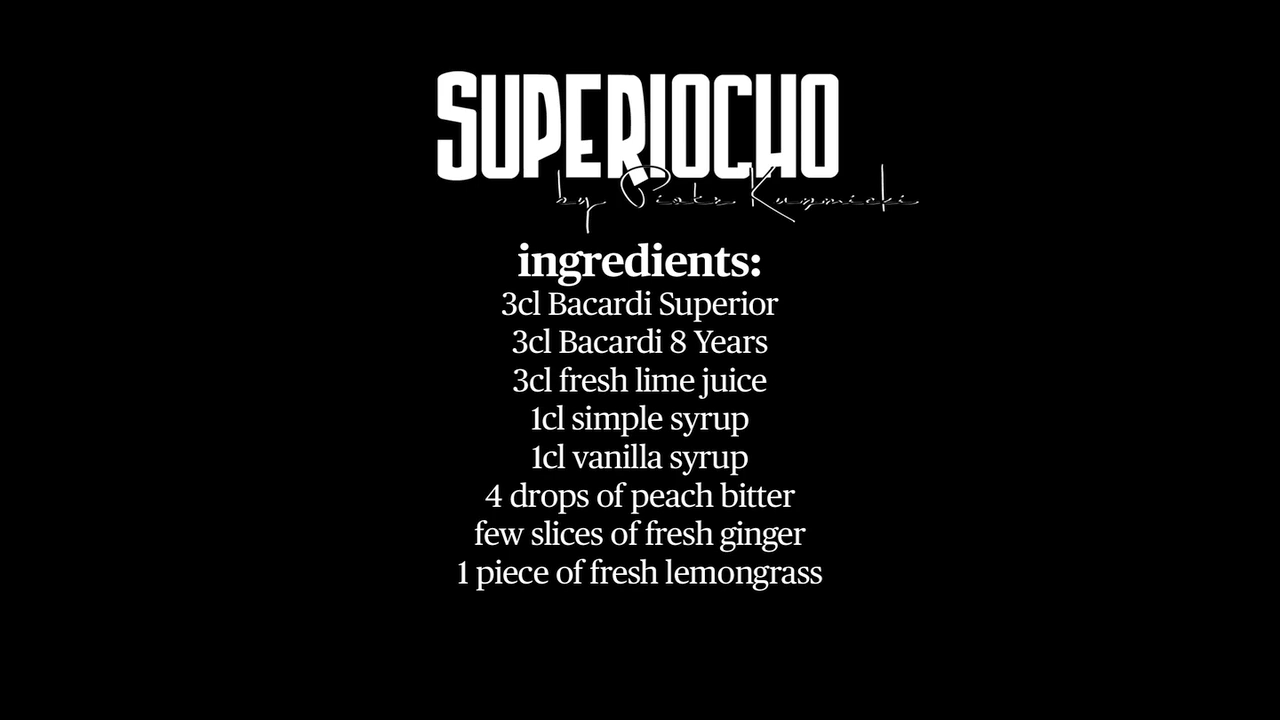 SUPERIOCHO
by Piotr Kuzmicki
ingredients:
3cl Bacardi Superior
3cl Bacardi 8 Years
3cl fresh lime juice
1cl simple syrup
1cl vanilla syrup
4 drops of peach bitter
few slices of fresh ginger
1 piece of fresh lemongrass